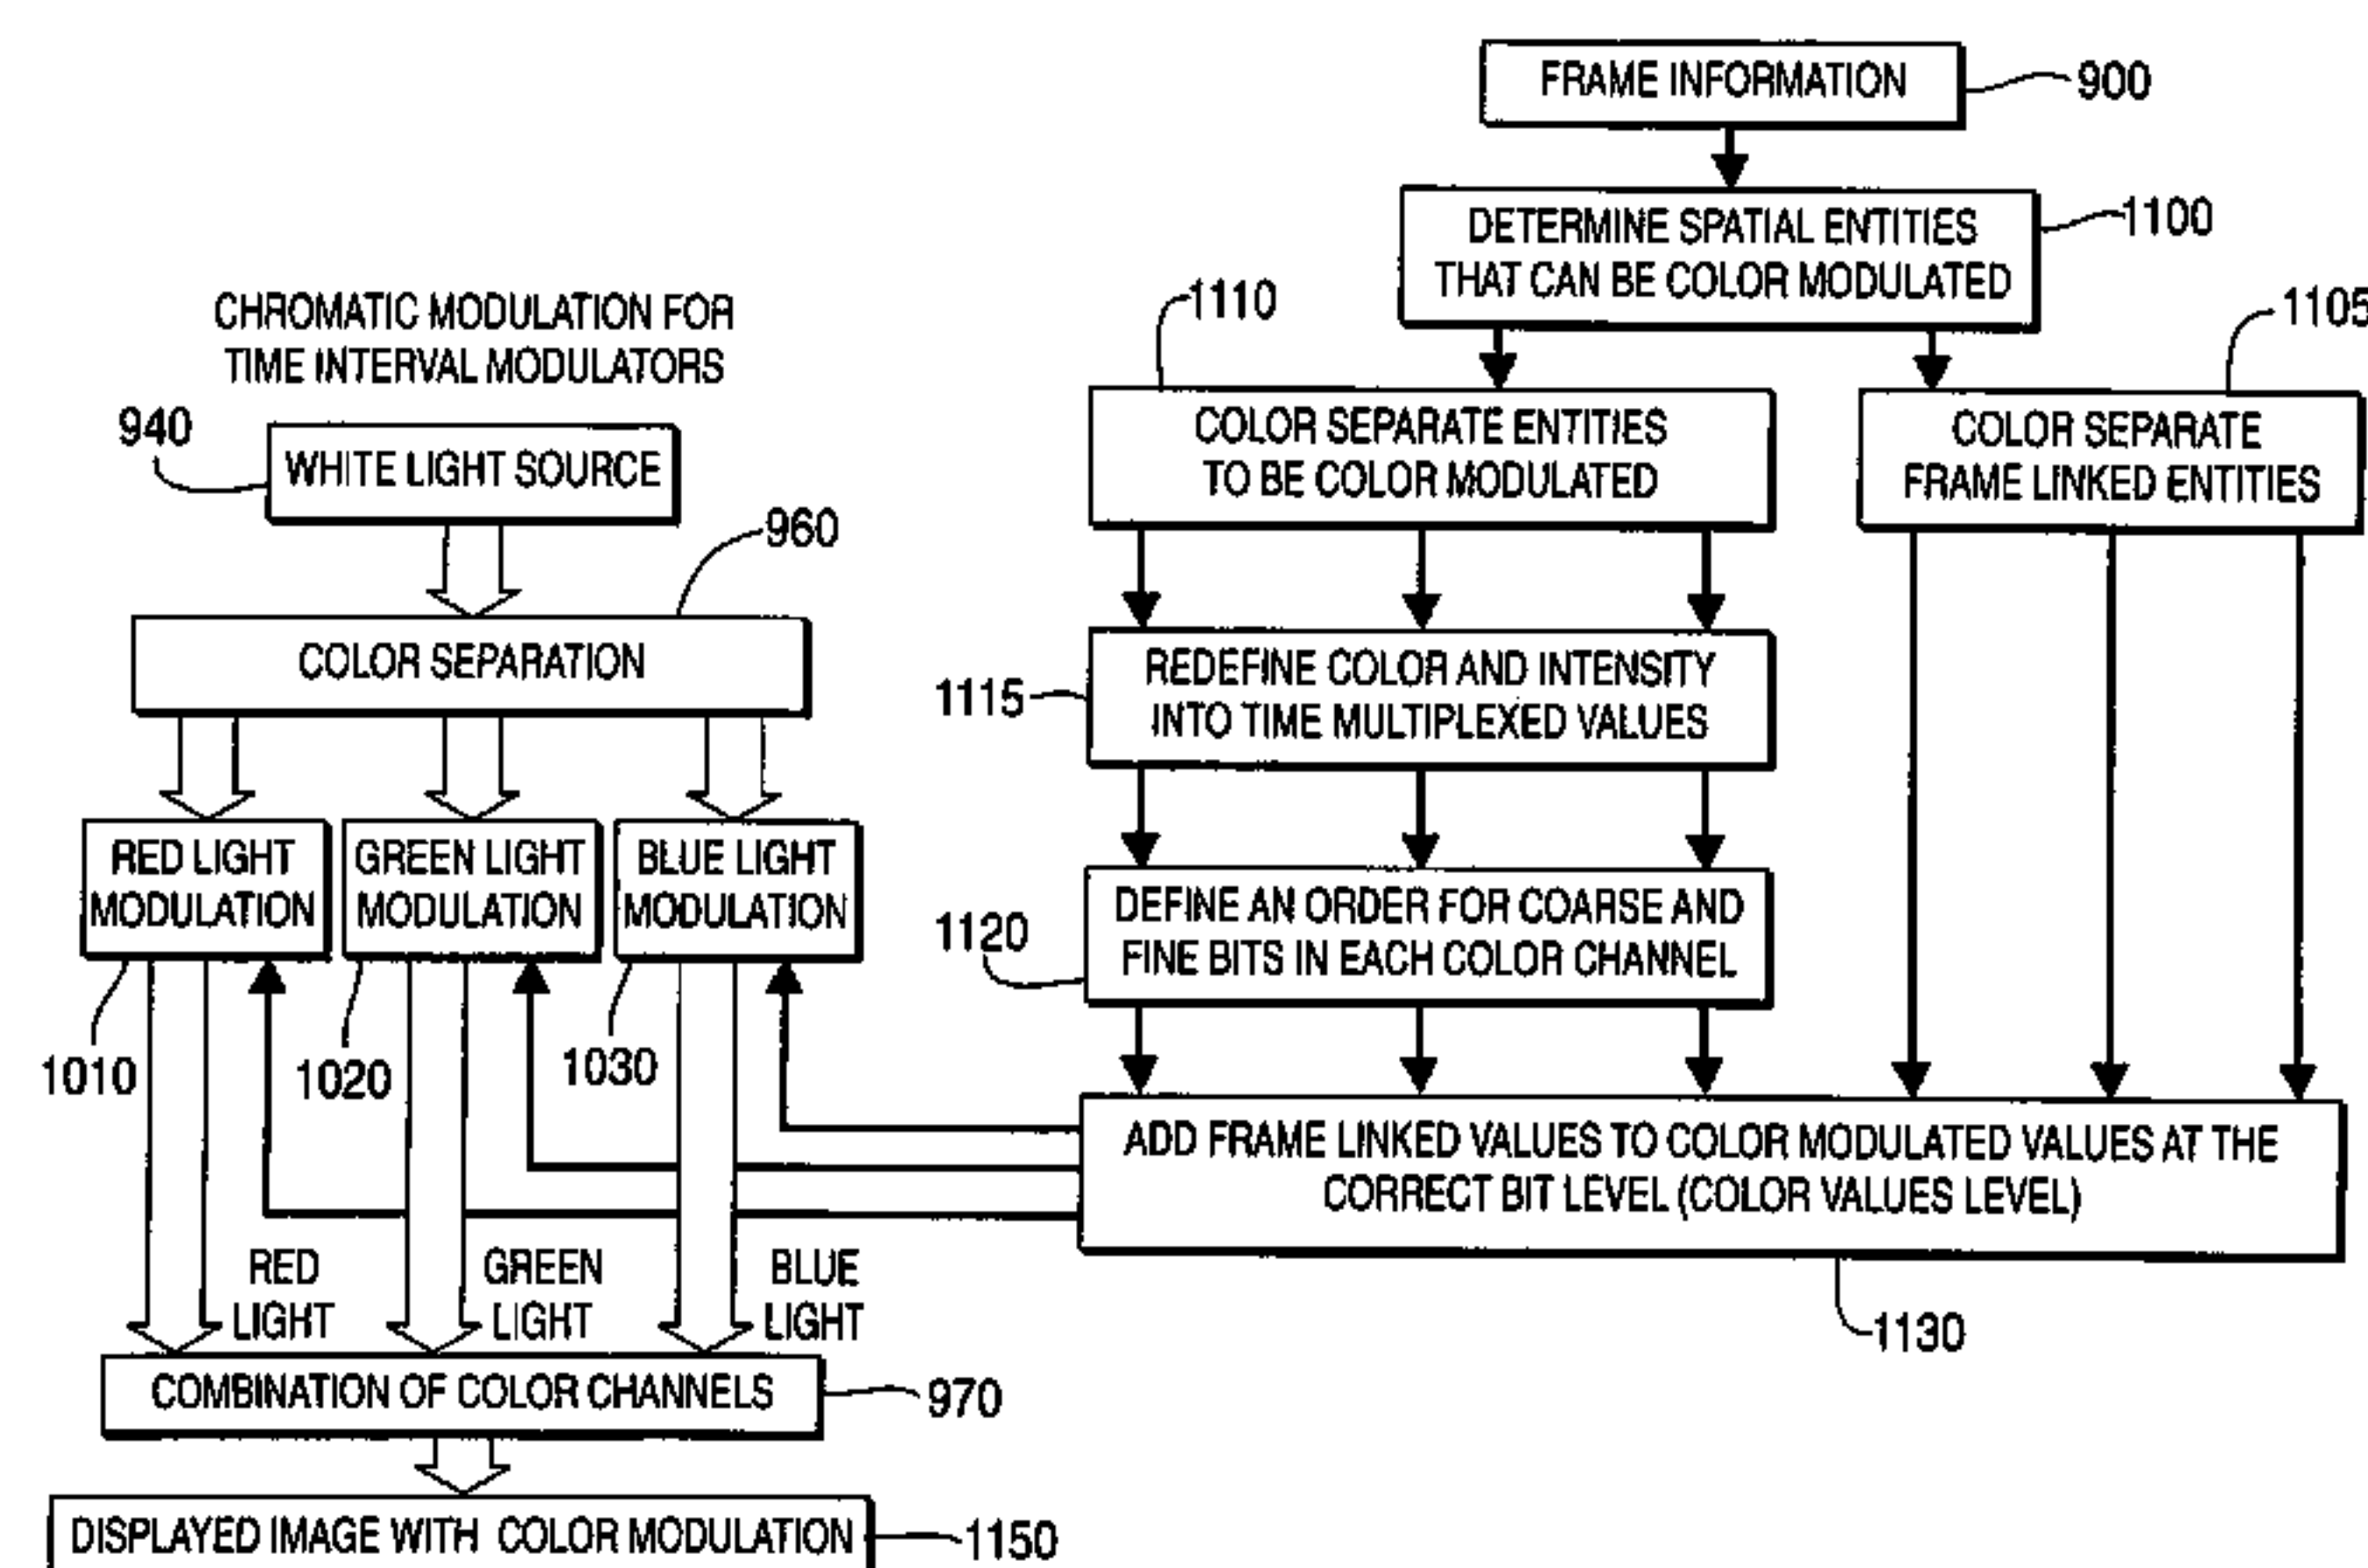 FRAME INFORMATION
900
DETERMINE SPATIAL ENTITIES
THAT CAN BE COLOR MODULATED
1100
1110
1105
CHROMATIC MODULATION FOR
TIME INTERVAL MODULATORS
940
WHITE LIGHT SOURCE
COLOR SEPARATE ENTITIES
TO BE COLOR MODULATED
COLOR SEPARATE
FRAME LINKED ENTITIES
960
COLOR SEPARATION
1115
REDEFINE COLOR AND INTENSITY
INTO TIME MULTIPLEXED VALUES
RED LIGHT
MODULATION
GREEN LIGHT
MODULATION
BLUE LIGHT
MODULATION
1120
DEFINE AN ORDER FOR COARSE AND
FINE BITS IN EACH COLOR CHANNEL
1010
1020
1030
ADD FRAME LINKED VALUES TO COLOR MODULATED VALUES AT THE
CORRECT BIT LEVEL (COLOR VALUES LEVEL)
1130
RED
LIGHT
GREEN
LIGHT
BLUE
LIGHT
COMBINATION OF COLOR CHANNELS
970
DISPLAYED IMAGE WITH COLOR MODULATION
1150